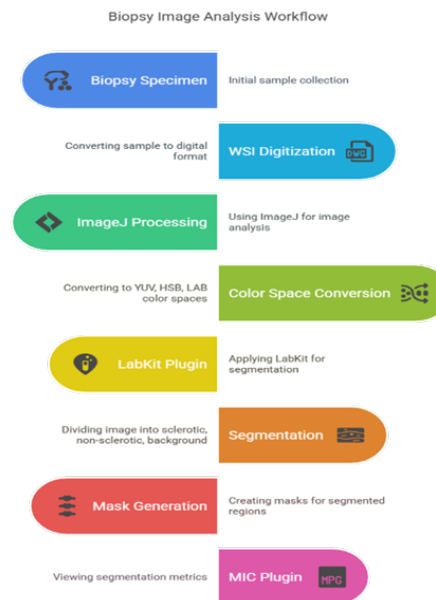 Biopsy Image Analysis Workflow
Biopsy Specimen
Initial sample collection
Converting sample to digital
format
WSI Digitization
DWG
ImageJ Processing
Using ImageJ for image
analysis
Converting to YUV, HSB, LAB
color spaces
Color Space Conversion
LabKit Plugin
Applying LabKit for
segmentation
Dividing image into sclerotic,
non-sclerotic, background
Segmentation
Mask Generation
Creating masks for segmented
regions
Viewing segmentation metrics
MIC Plugin
MPG